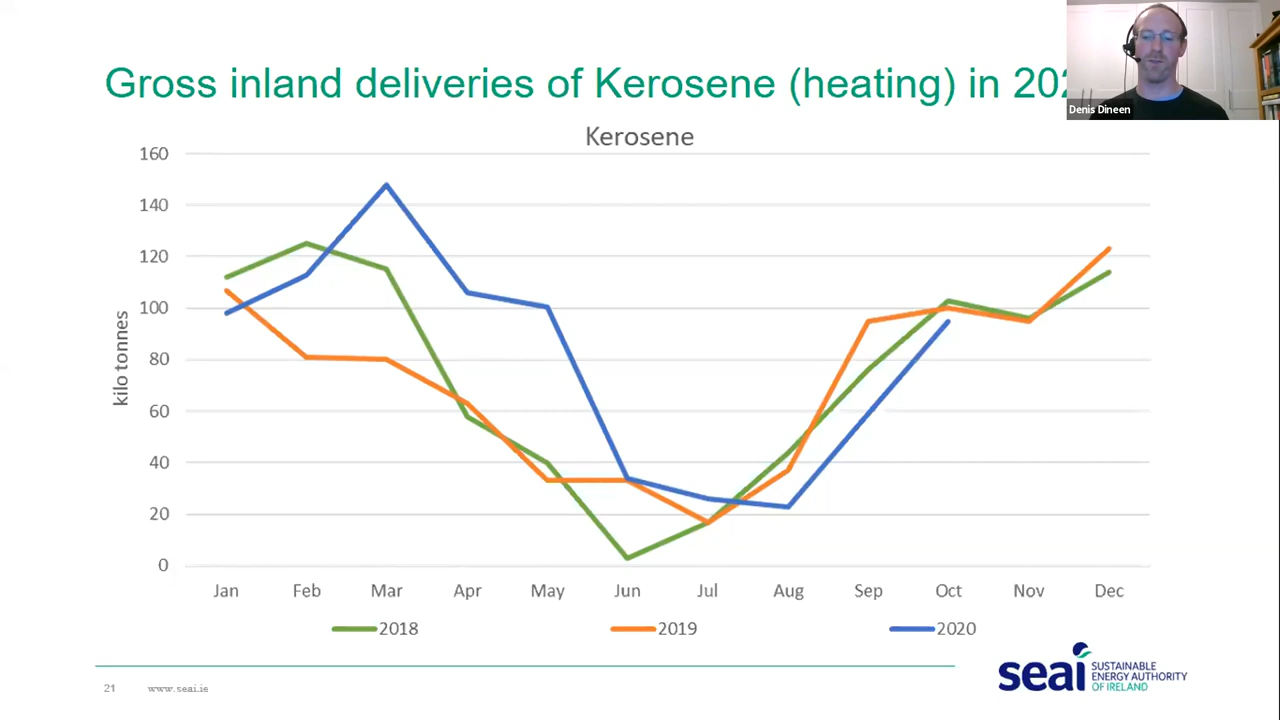 Gross inland deliveries of Kerosene (heating) in
Denis Dineen
Kerosene
160
140
120
100
80
60
40
20
0
kilo tonnes
Jan Feb Mar Apr May Jun Jul Aug Sep Oct Nov Dec
2018 2019 2020
21 www.seai.ie
seai SUSTAINABLE
ENERGY AUTHORITY
OF IRELAND